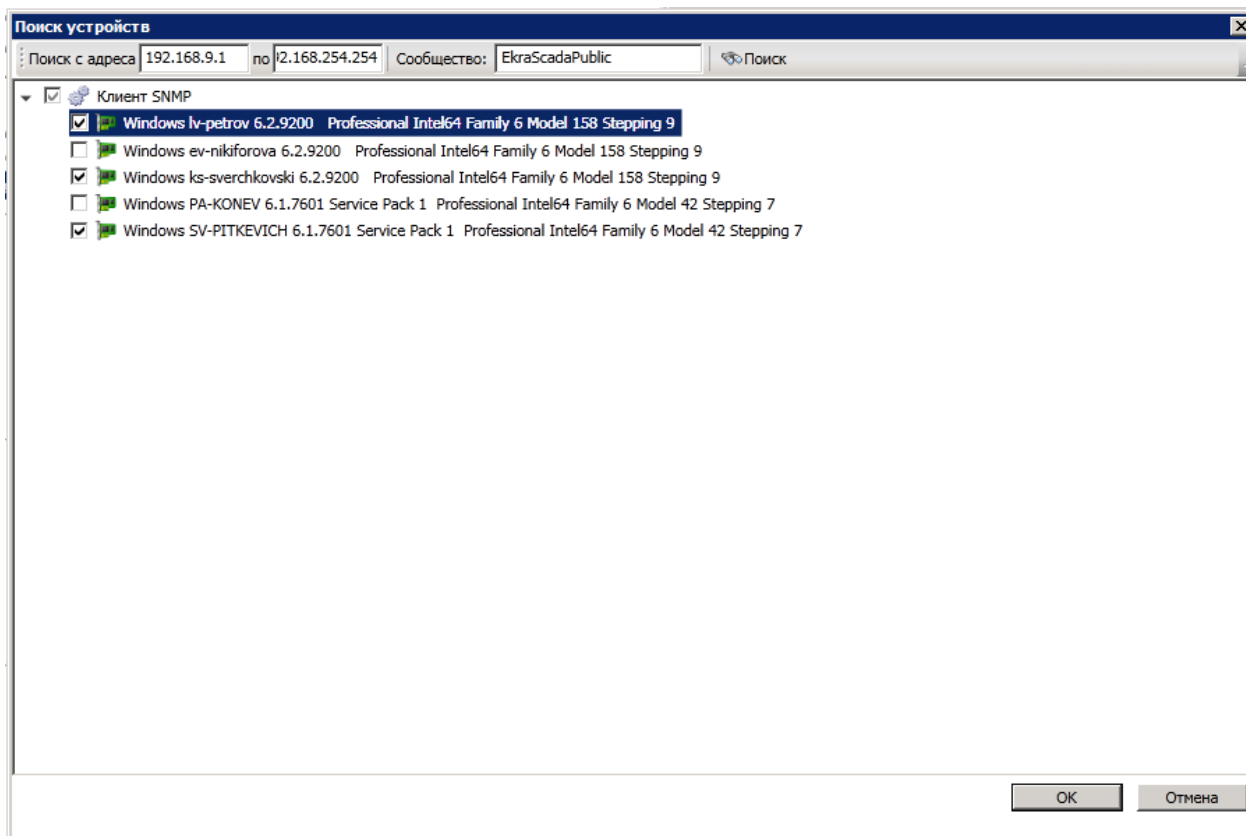 Поиск устройств
Поиск с адреса 192.168.9.1 по 2.168.254.254 Сообщество: EkraScadaPublic Поиск
Клиент SNMP
Windows lv-petrov 6.2.9200 Professional Intel64 Family 6 Model 158 Stepping 9
Windows ev-nikiforova 6.2.9200 Professional Intel64 Family 6 Model 158 Stepping 9
Windows ks-sverchkovski 6.2.9200 Professional Intel64 Family 6 Model 158 Stepping 9
Windows PA-KONEV 6.1.7601 Service Pack 1 Professional Intel64 Family 6 Model 42 Stepping 7
Windows SV-PITKEVICH 6.1.7601 Service Pack 1 Professional Intel64 Family 6 Model 42 Stepping 7
OK Отмена